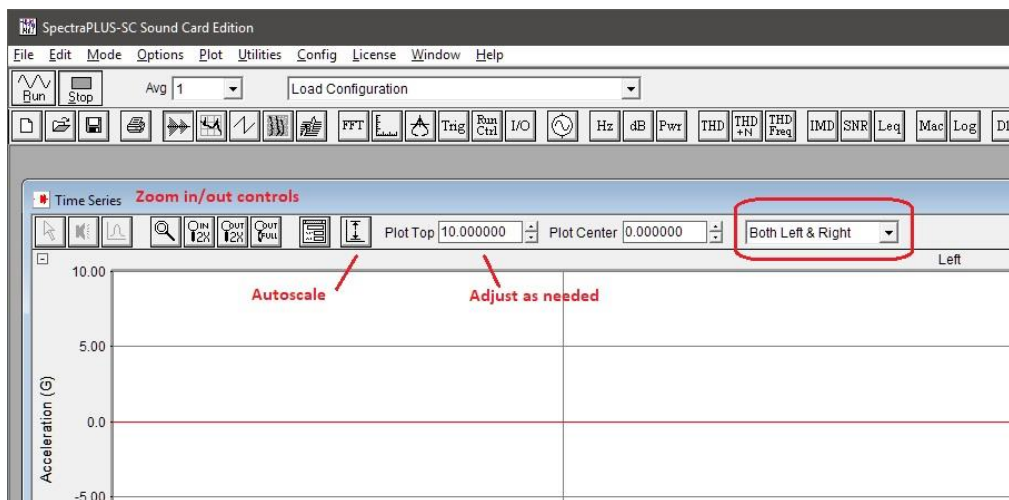 SpectraPLUS-SC Sound Card Edition
File Edit Mode Options Plot Utilities Config License Window Help
Run Stop Avg 1 Load Configuration
FFT Trig Run Ctrl I/O Hz dB Pwr THD THD +N THD Freq IMD SNR Leq Mac Log
Time Series Zoom in/out controls
IN 2X OUT 2X OUT FULL Plot Top 10.000000 Plot Center 0.000000 Both Left & Right
Left
10.00
Autoscale Adjust as needed
5.00
Acceleration (G)
0.0
-5.00